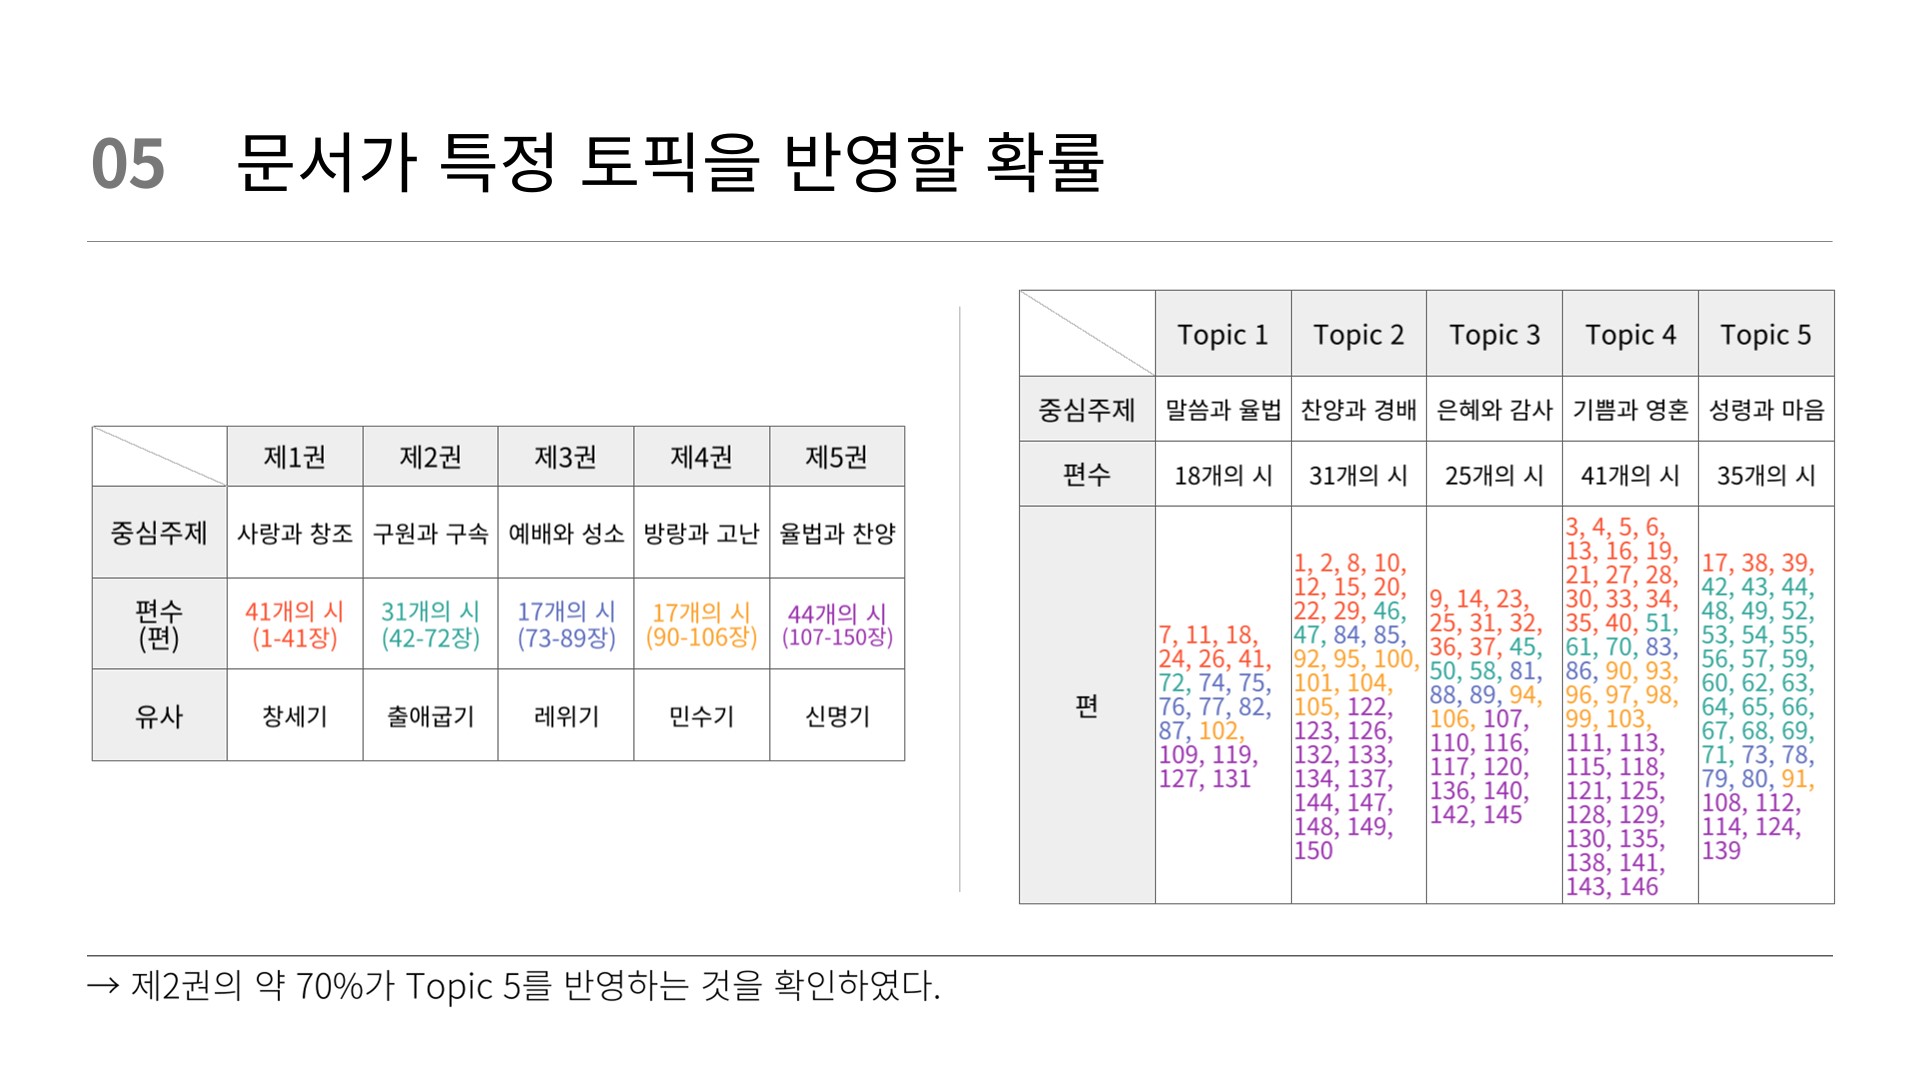 05 문서가 특정 토픽을 반영할 확률
제1권 제2권 제3권 제4권 제5권
중심주제 사랑과 창조 구원과 구속 예배와 성소 방랑과 고난 율법과 찬양
편수
(편)
41개의 시
(1-41장)
31개의 시
(42-72장)
17개의 시
(73-89장)
17개의 시
(90-106장)
44개의 시
(107-150장)
유사 창세기 출애굽기 레위기 민수기 신명기
Topic 1 Topic 2 Topic 3 Topic 4 Topic 5
중심주제 말씀과 율법 찬양과 경배 은혜와 감사 기쁨과 영혼 성령과 마음
편수 18개의 시 31개의 시 25개의 시 41개의 시 35개의 시
편
7, 11, 18,
24, 26, 41,
72, 74, 75,
76, 77, 82,
87, 102,
109, 119,
127, 131
1, 2, 8, 10,
12, 15, 20,
22, 29, 46,
47, 84, 85,
92, 95, 100,
101, 104,
105, 122,
123, 126,
132, 133,
134, 137,
144, 147,
148, 149,
150
9, 14, 23,
25, 31, 32,
36, 37, 45,
50, 58, 81,
88, 89, 94,
106, 107,
110, 116,
117, 120,
136, 140,
142, 145
3, 4, 5, 6,
13, 16, 19,
21, 27, 28,
30, 33, 34,
35, 40, 51,
61, 70, 83,
86, 90, 93,
96, 97, 98,
99, 103,
111, 113,
115, 118,
121, 125,
128, 129,
130, 135,
138, 141,
143, 146
17, 38, 39,
42, 43, 44,
48, 49, 52,
53, 54, 55,
56, 57, 59,
60, 62, 63,
64, 65, 66,
67, 68, 69,
71, 73, 78,
79, 80, 91,
108, 112,
114, 124,
139
→ 제2권의 약 70%가 Topic 5를 반영하는 것을 확인하였다.